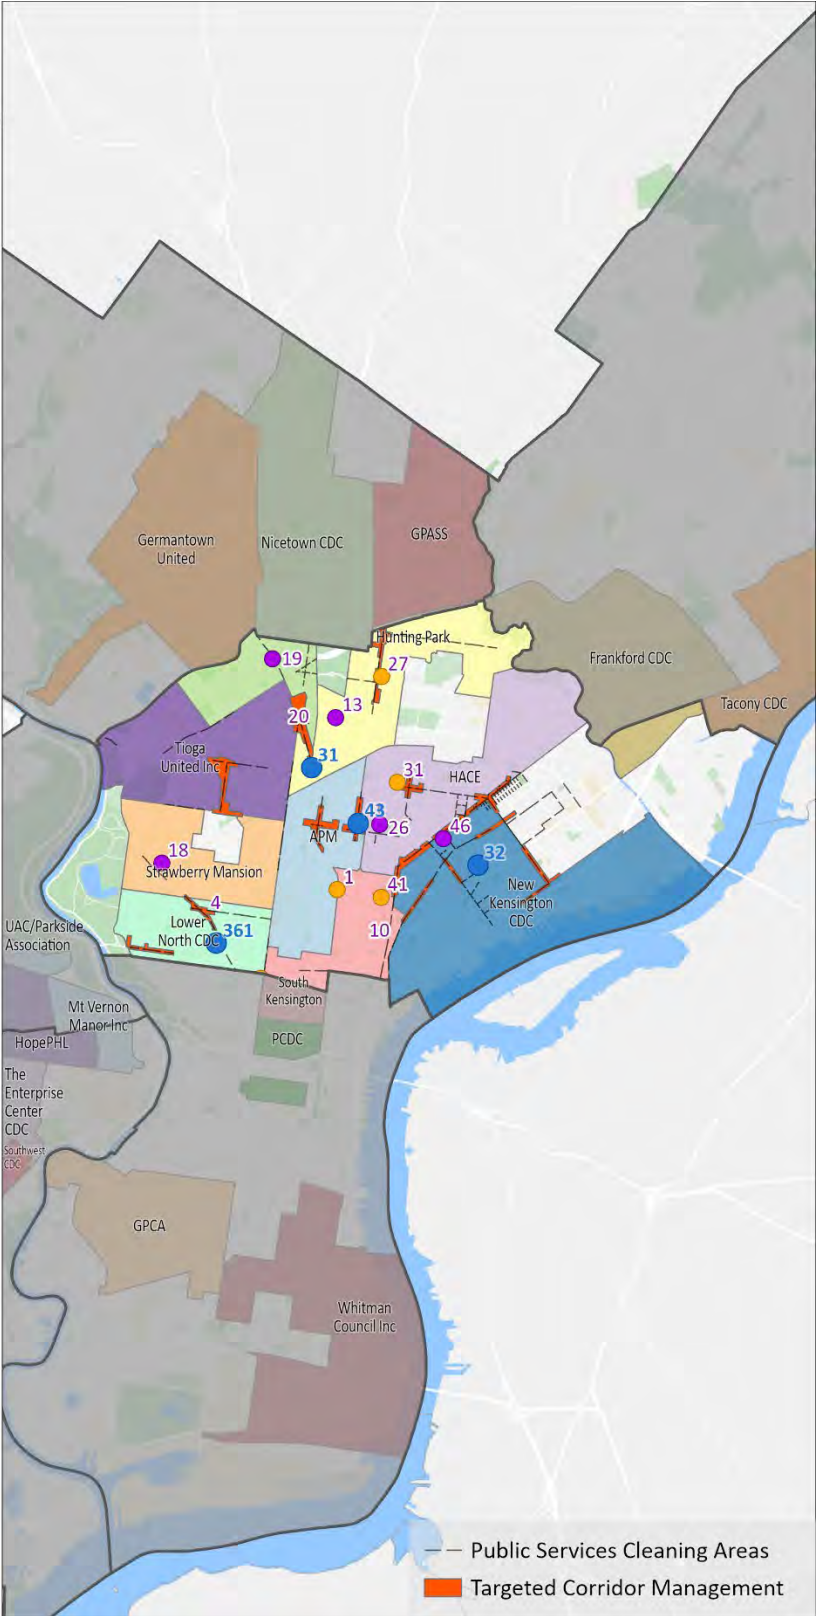 Germantown
United
Nicetown CDC
GPASS
Hunting Park
Frankford CDC
Tacony CDC
19
27
13
20
Tioga
United Inc
31
31
HACE
43
26
46
APM
32
18
Strawberry Mansion
1
41
New
Kensington
CDC
4
Lower
North CDC
361
10
UAC/Parkside
Association
South
Kensington
Mt Vernon
Manor Inc
HopePHL
PCDC
The
Enterprise
Center
CDC
Southwest
CDC
GPCA
Whitman
Council Inc
Public Services Cleaning Areas
Targeted Corridor Management